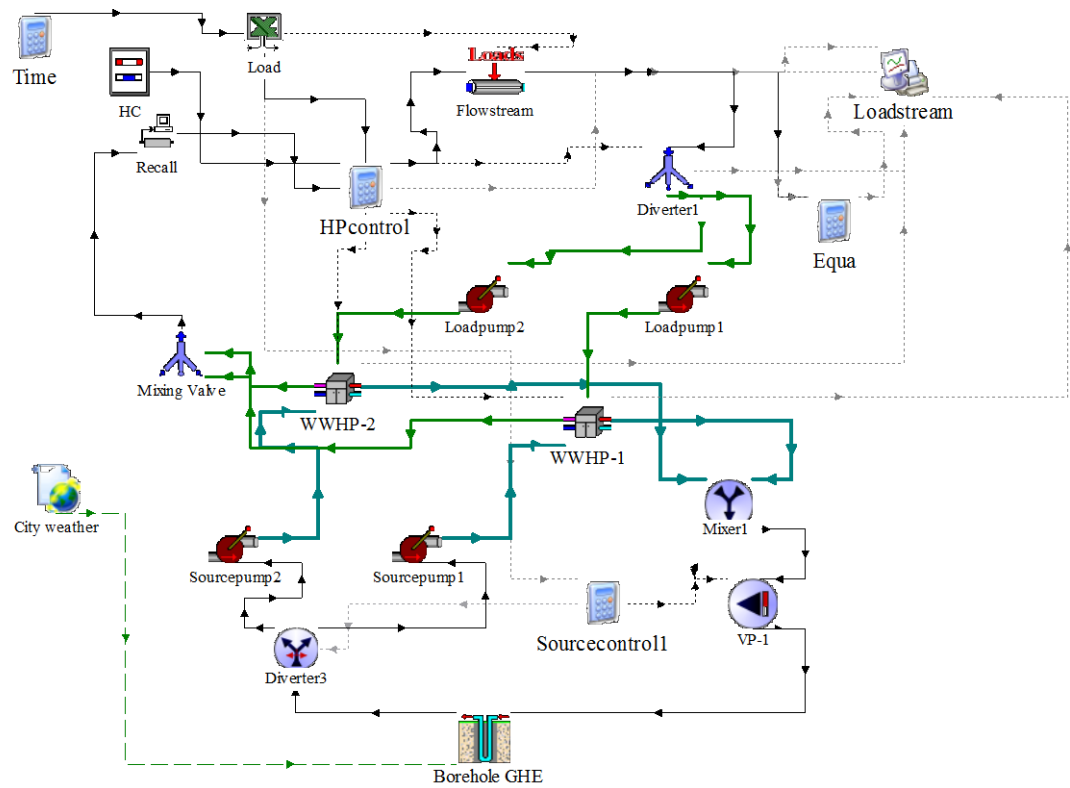 Time
Load
HC
Recall
Loads
Flowstream
Loadstream
HPcontrol
Diverter1
Equa
Loadpump2
Loadpump1
Mixing Valve
WWHP-2
WWHP-1
City weather
Mixer1
Sourcepump2
Sourcepump1
Sourcecontrol1
VP-1
Diverter3
Borehole GHE